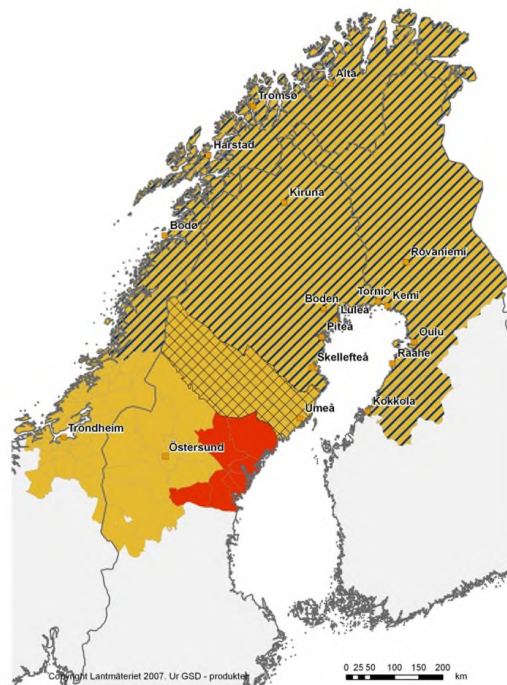 Alta
Tromsø
Harstad
Kiruna
Bodø
Rovaniemi
Boden
Luleå
Tornio
Kemi
Piteå
Oulu
Skellefteå
Raahe
Umeå
Kokkola
Trondheim
Östersund
Copyright Lantmäteriet 2007. Ur GSD - produkter
0 25 50 100 150 200
km